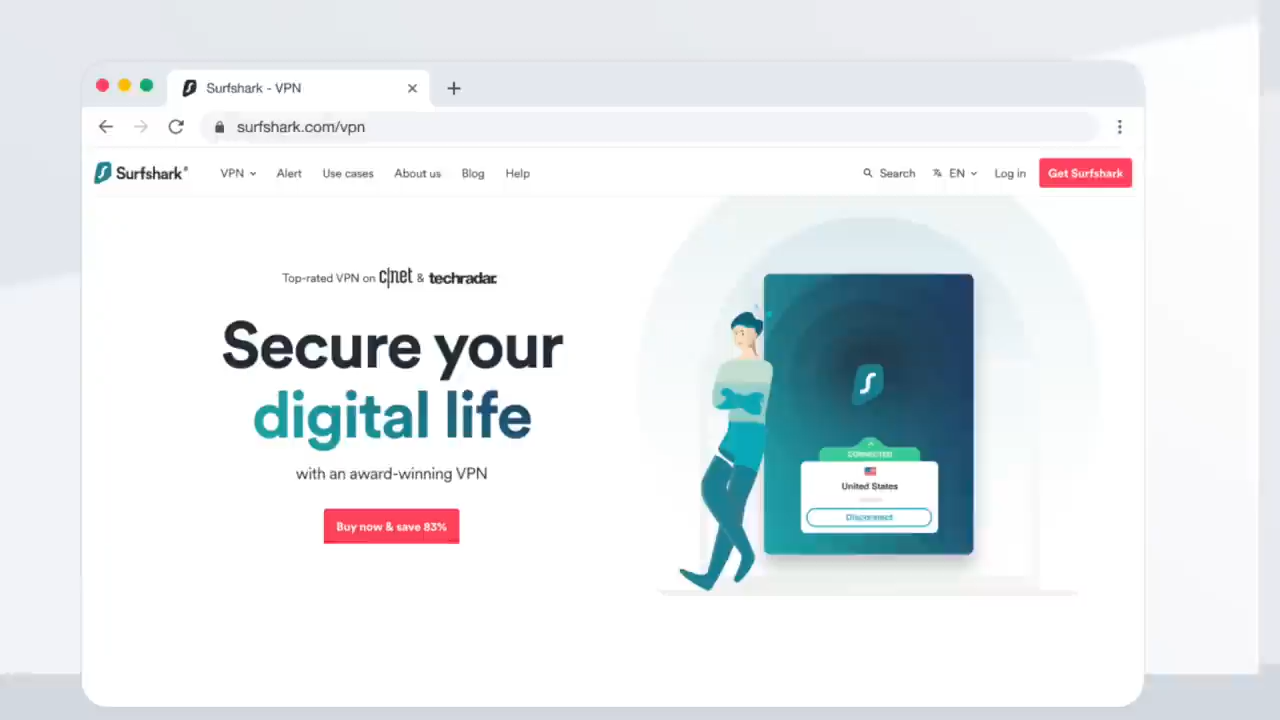 Surfshark - VPN
surfshark.com/vpn
Surfshark® VPN Alert Use cases About us Blog Help Search EN Log in Get Surfshark
Top-rated VPN on c|net & techradar.
Secure your
digital life
with an award-winning VPN
Buy now & save 83%
CONNECTED
United States
Disconnect